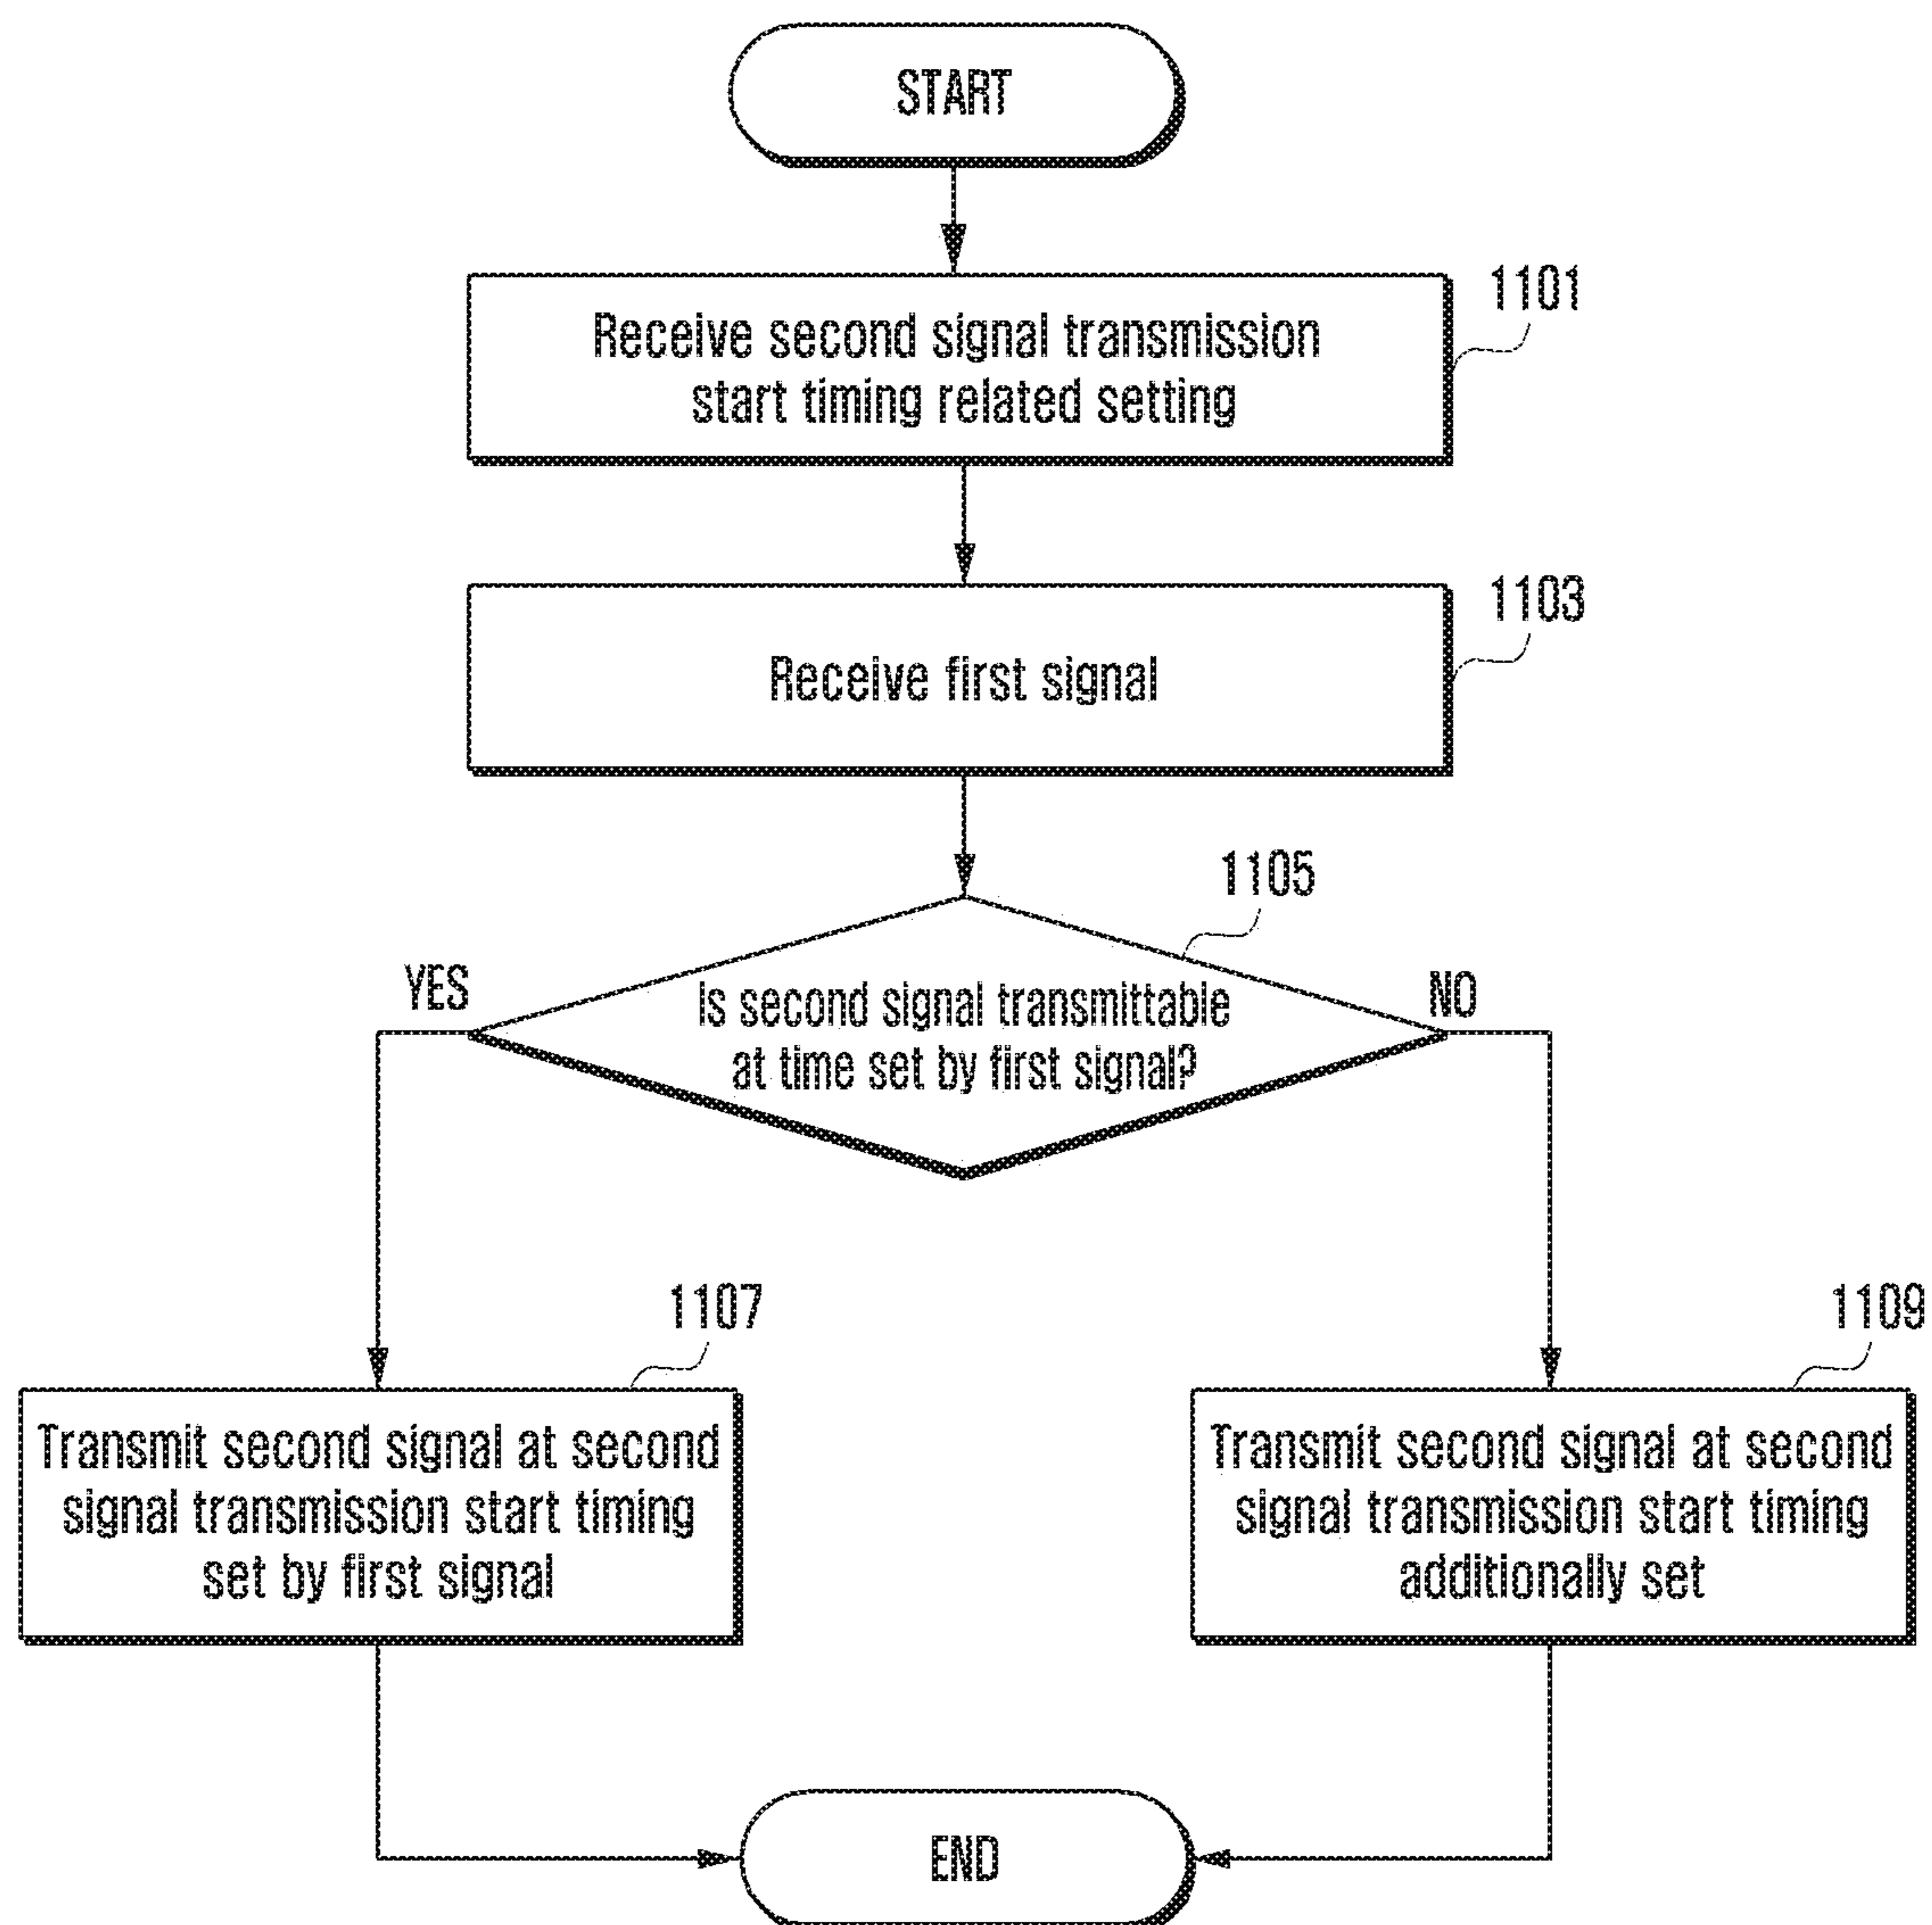 START
1101
Receive second signal transmission
start timing related setting
1103
Receive first signal
1105
YES
NO
Is second signal transmittable
at time set by first signal?
1107
Transmit second signal at second
signal transmission start timing
set by first signal
1109
Transmit second signal at second
signal transmission start timing
additionally set
END